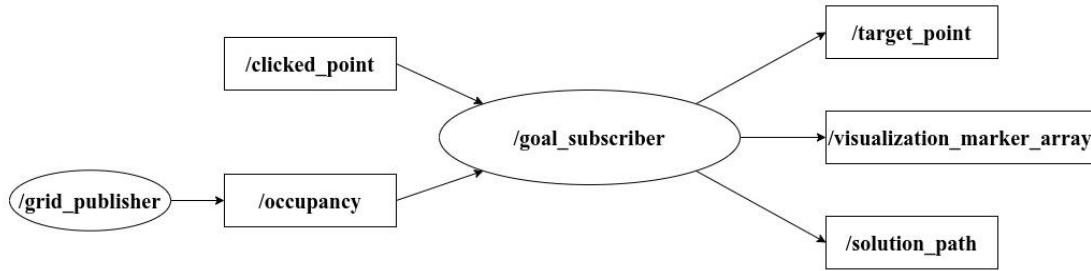 /target_point
/clicked_point
/goal_subscriber
/visualization_marker_array
/grid_publisher
/occupancy
/solution_path